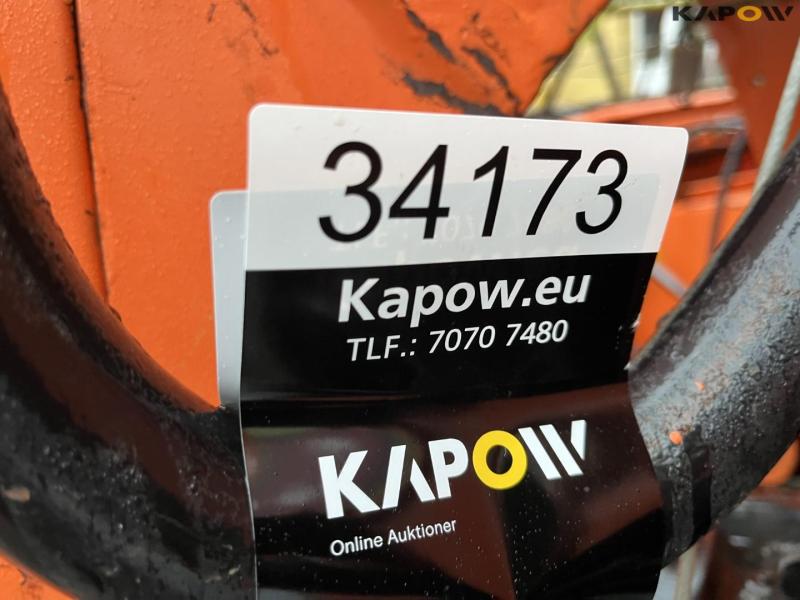 KAPOW
34173
Kapow.eu
TLF.: 7070 7480
KAPOW
Online Auktioner